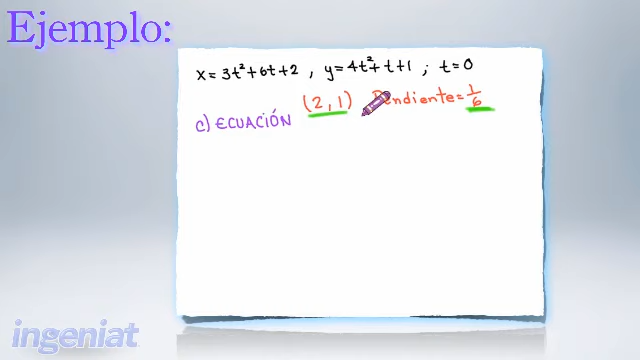 Ejemplo:
x = 3t² + 6t + 2 , y = 4t² + t + 1 ; t = 0
(2, 1) Pendiente = 1/6
c) ECUACIÓN
ingeniat